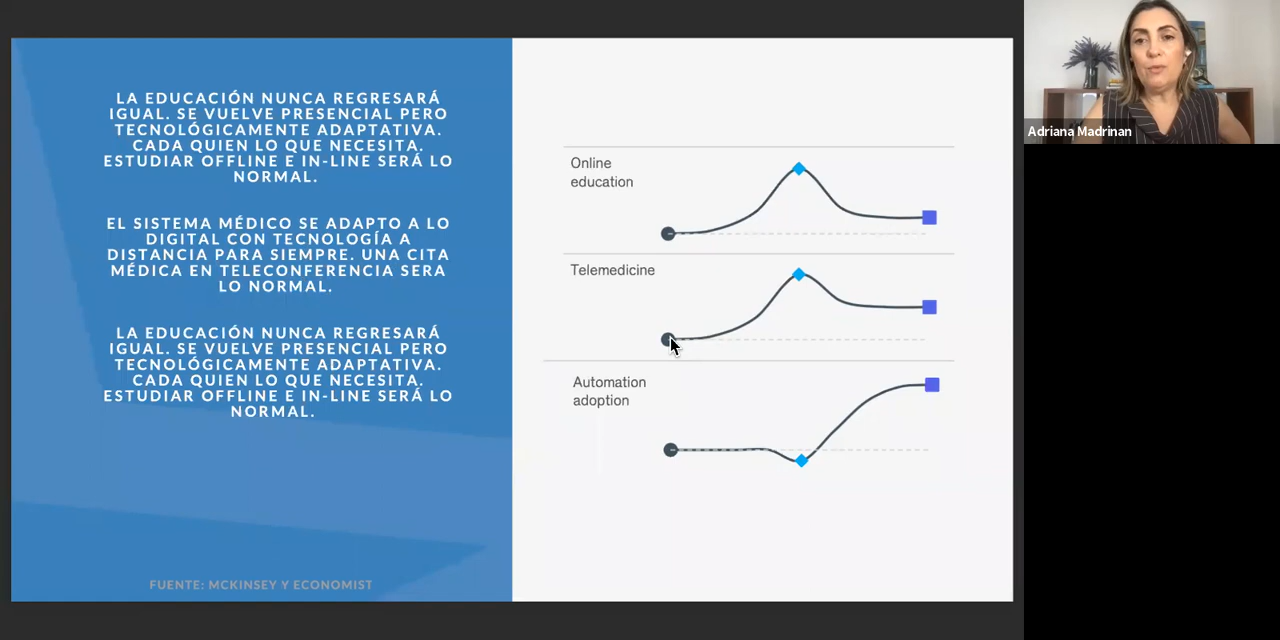 LA EDUCACIÓN NUNCA REGRESARÁ
IGUAL. SE VUELVE PRESENCIAL PERO
TECNOLÓGICAMENTE ADAPTATIVA.
CADA QUIEN LO QUE NECESITA.
ESTUDIAR OFFLINE E IN-LINE SERÁ LO
NORMAL.
EL SISTEMA MÉDICO SE ADAPTO A LO
DIGITAL CON TECNOLOGÍA A
DISTANCIA PARA SIEMPRE. UNA CITA
MÉDICA EN TELECONFERENCIA SERA
LO NORMAL.
LA EDUCACIÓN NUNCA REGRESARÁ
IGUAL. SE VUELVE PRESENCIAL PERO
TECNOLÓGICAMENTE ADAPTATIVA.
CADA QUIEN LO QUE NECESITA.
ESTUDIAR OFFLINE E IN-LINE SERÁ LO
NORMAL.
FUENTE: MCKINSEY Y ECONOMIST
Online
education
Telemedicine
Automation
adoption
Adriana Madrinan